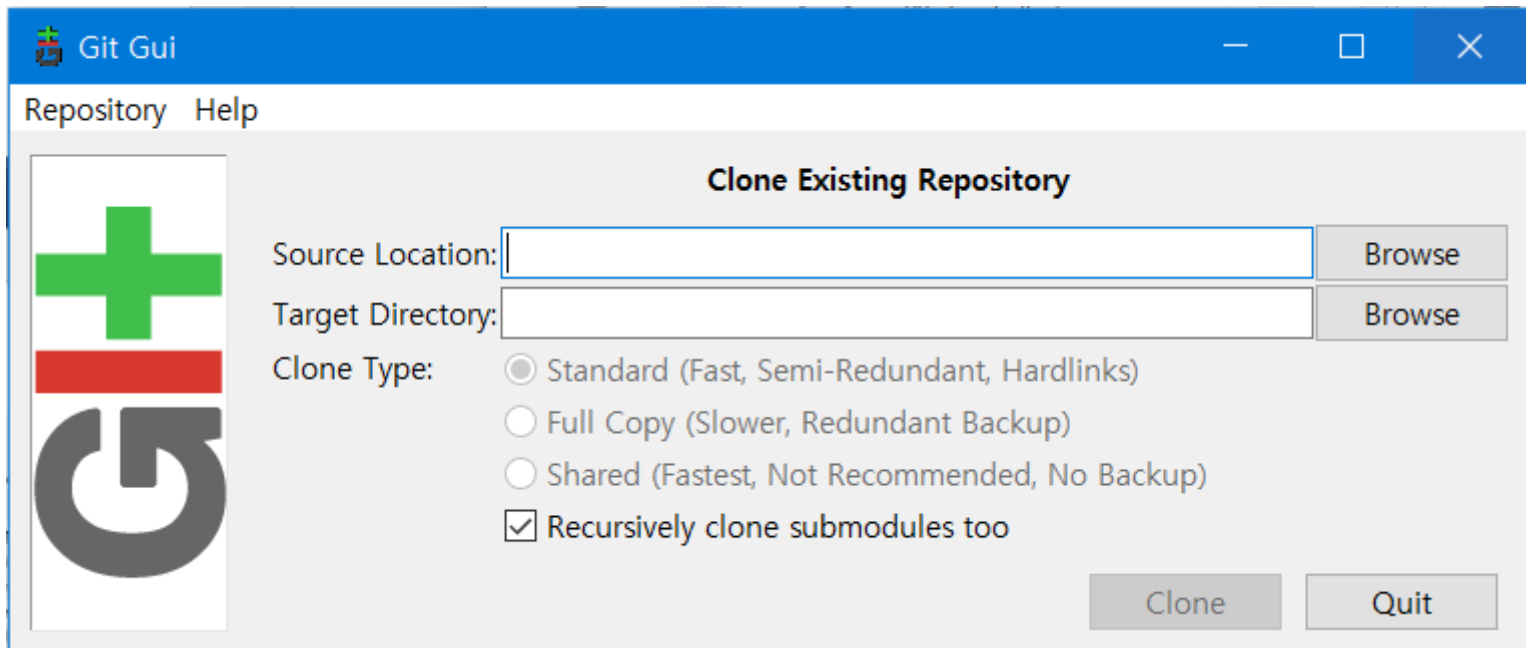 Git Gui
Repository Help
Clone Existing Repository
Source Location: Browse
Target Directory: Browse
Clone Type: Standard (Fast, Semi-Redundant, Hardlinks)
Full Copy (Slower, Redundant Backup)
Shared (Fastest, Not Recommended, No Backup)
Recursively clone submodules too
Clone Quit
GIt